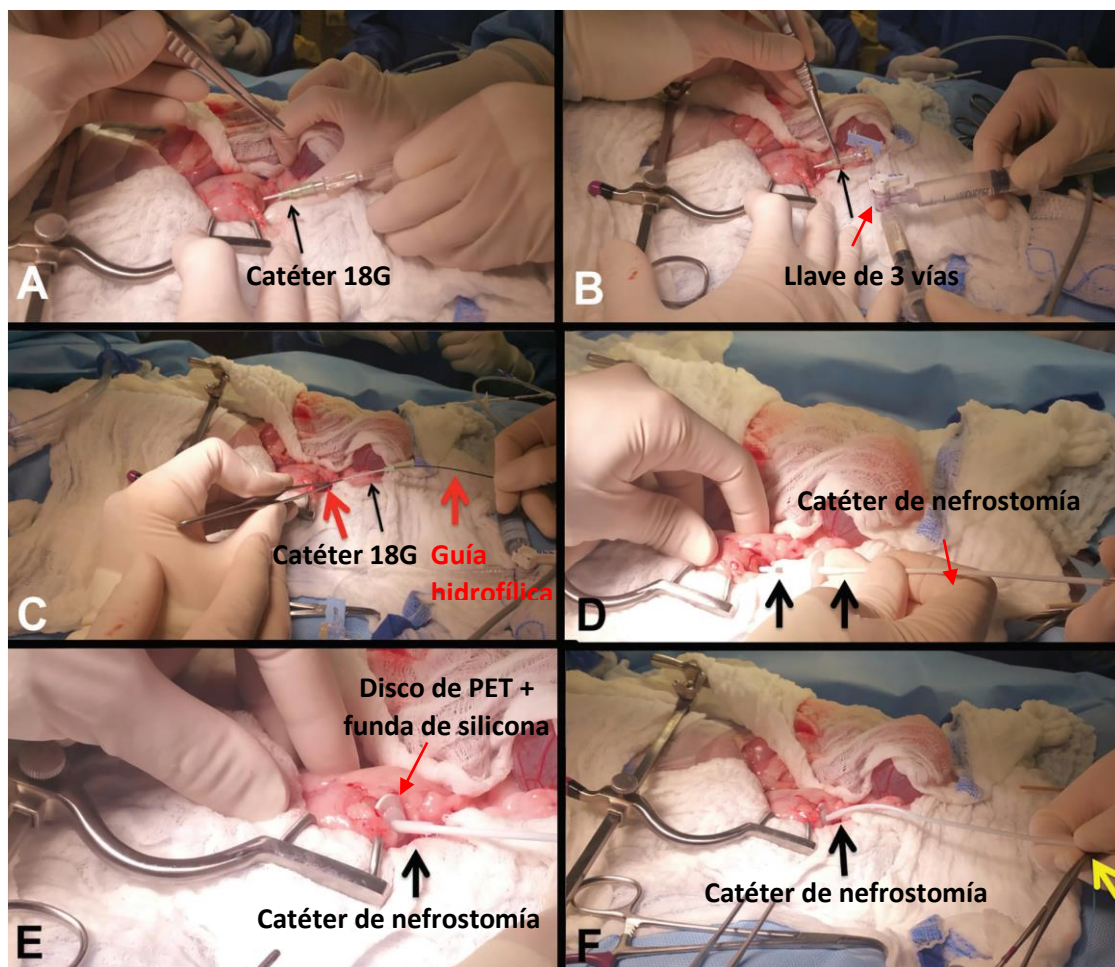 Catéter 18G
A
Llave de 3 vías
B
Catéter 18G
Guía
hidrofílica
C
Catéter de nefrostomía
D
Disco de PET +
funda de silicona
Catéter de nefrostomía
E
Catéter de nefrostomía
F